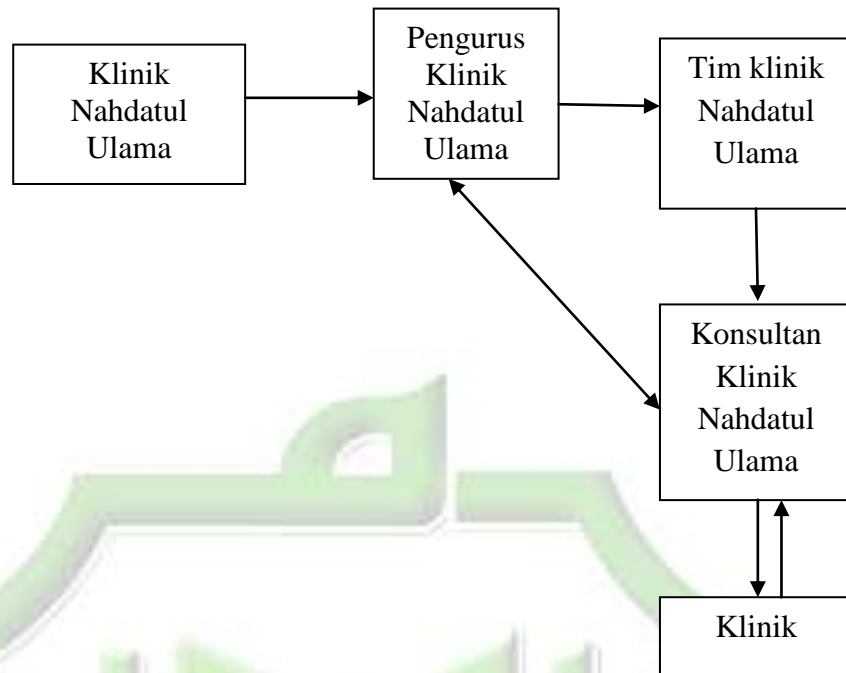 Klinik
Nahdatul
Ulama
Pengurus
Klinik
Nahdatul
Ulama
Tim klinik
Nahdatul
Ulama
Konsultan
Klinik
Nahdatul
Ulama
Klinik